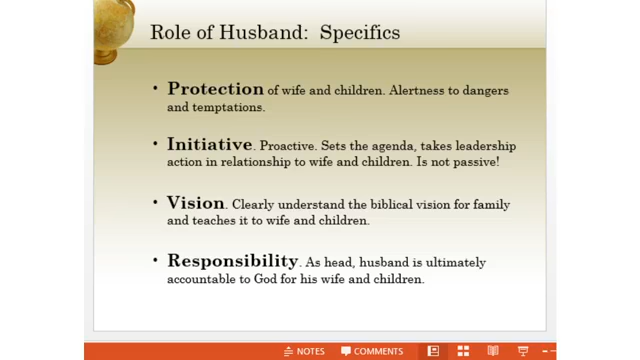 Role of Husband: Specifics
• Protection of wife and children. Alertness to dangers
and temptations.
• Initiative. Proactive. Sets the agenda, takes leadership
action in relationship to wife and children. Is not passive!
• Vision. Clearly understand the biblical vision for family
and teaches it to wife and children.
• Responsibility. As head, husband is ultimately
accountable to God for his wife and children.
NOTES COMMENTS